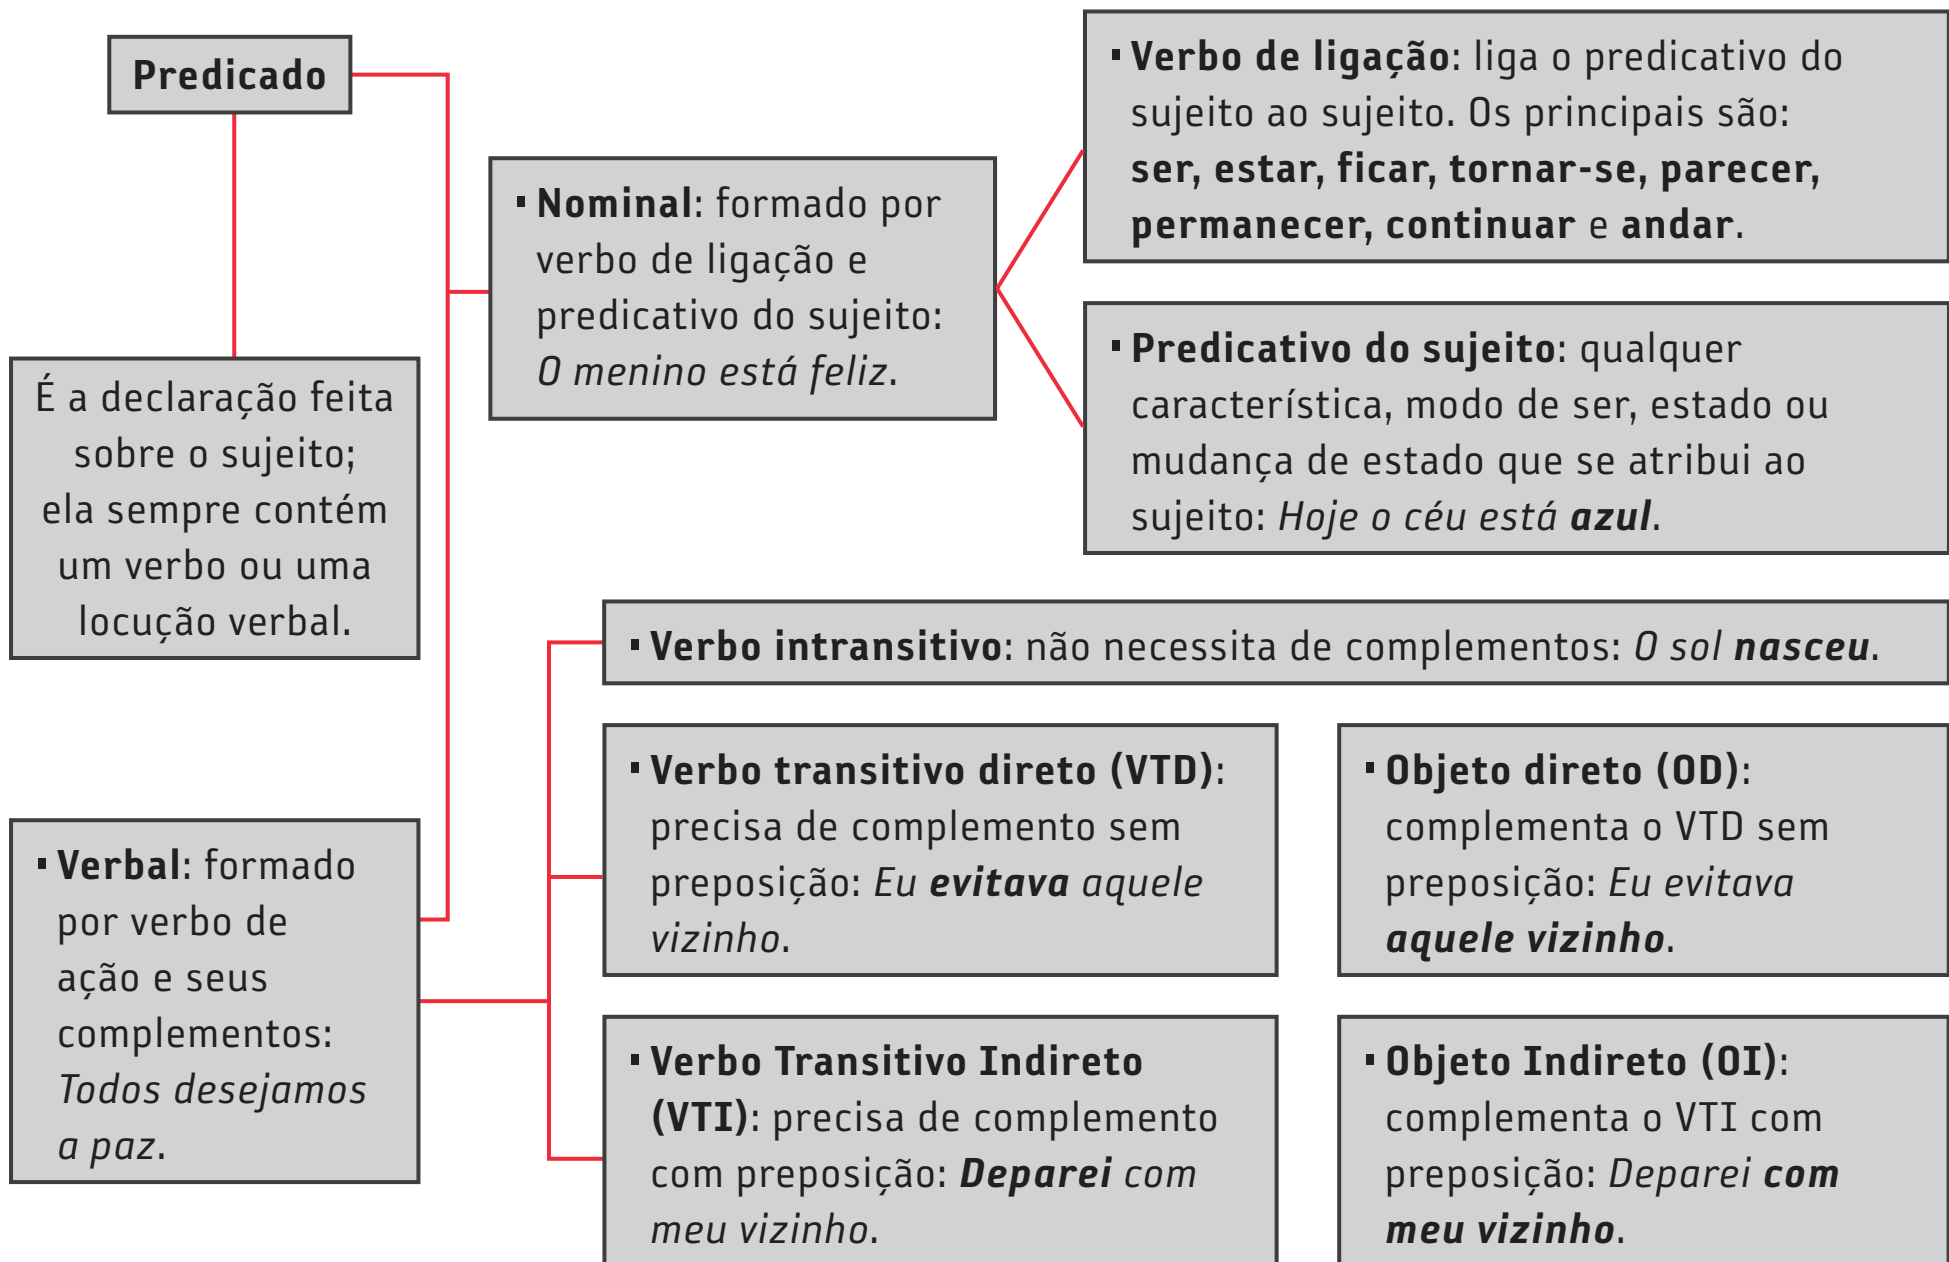 Predicado
É a declaração feita
sobre o sujeito;
ela sempre contém
um verbo ou uma
locução verbal.
▪ Nominal: formado por
verbo de ligação e
predicativo do sujeito:
O menino está feliz.
▪ Verbo de ligação: liga o predicativo do
sujeito ao sujeito. Os principais são:
ser, estar, ficar, tornar-se, parecer,
permanecer, continuar e andar.
▪ Predicativo do sujeito: qualquer
característica, modo de ser, estado ou
mudança de estado que se atribui ao
sujeito: Hoje o céu está azul.
▪ Verbal: formado
por verbo de
ação e seus
complementos:
Todos desejamos
a paz.
▪ Verbo intransitivo: não necessita de complementos: O sol nasceu.
▪ Verbo transitivo direto (VTD):
precisa de complemento sem
preposição: Eu evitava aquele
vizinho.
▪ Objeto direto (OD):
complementa o VTD sem
preposição: Eu evitava
aquele vizinho.
▪ Verbo Transitivo Indireto
(VTI): precisa de complemento
com preposição: Deparei com
meu vizinho.
▪ Objeto Indireto (OI):
complementa o VTI com
preposição: Deparei com
meu vizinho.